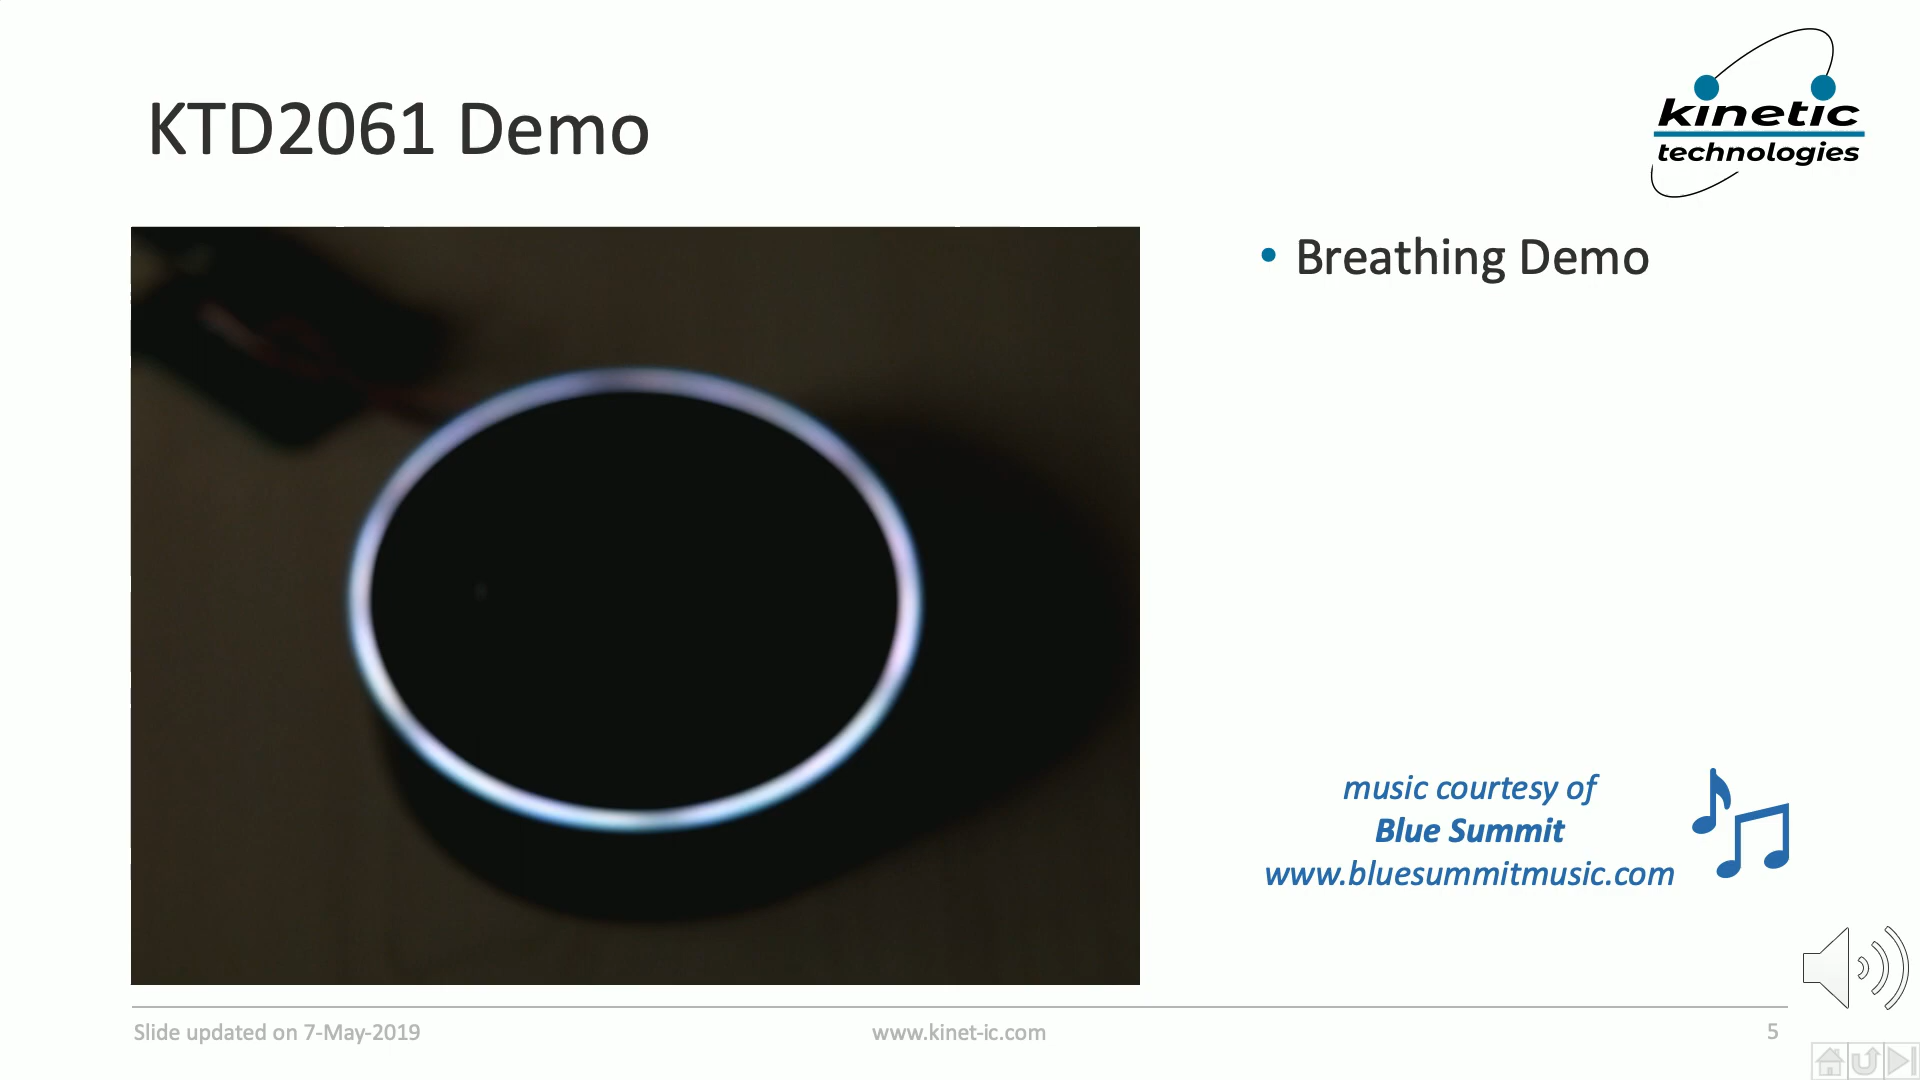 KTD2061 Demo
kinetic
technologies
• Breathing Demo
music courtesy of
Blue Summit
www.bluesummitmusic.com
Slide updated on 7-May-2019
www.kinet-ic.com
5